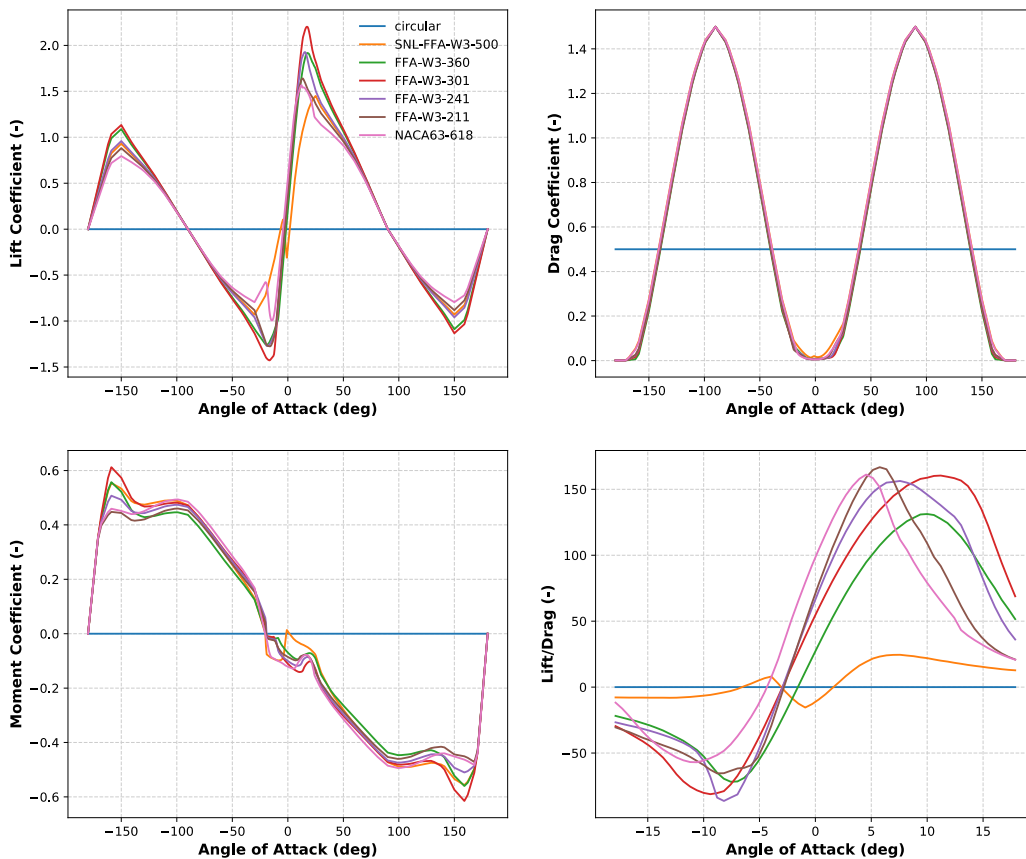 Lift Coefficient (-)
2.0
1.5
1.0
0.5
0.0
−0.5
−1.0
−1.5
circular
SNL-FFA-W3-500
FFA-W3-360
FFA-W3-301
FFA-W3-241
FFA-W3-211
NACA63-618
−150 −100 −50 0 50 100 150
Angle of Attack (deg)
Drag Coefficient (-)
1.4
1.2
1.0
0.8
0.6
0.4
0.2
0.0
−150 −100 −50 0 50 100 150
Angle of Attack (deg)
Moment Coefficient (-)
0.6
0.4
0.2
0.0
−0.2
−0.4
−0.6
−150 −100 −50 0 50 100 150
Angle of Attack (deg)
Lift/Drag (-)
150
100
50
0
−50
−15 −10 −5 0 5 10 15
Angle of Attack (deg)